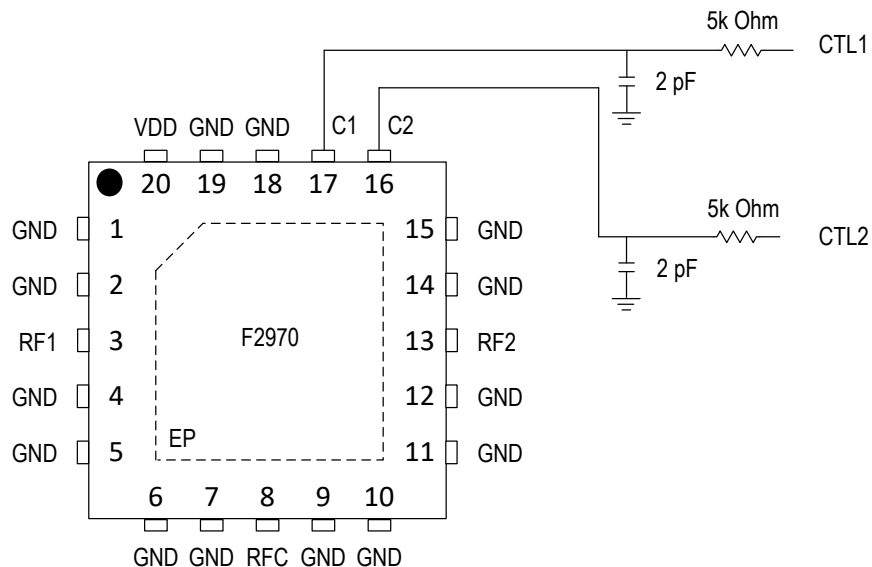 5k Ohm
CTL1
2 pF
VDD GND GND C1 C2
20 19 18 17 16
GND 1 15 GND
5k Ohm
CTL2
2 pF
GND 2 14 GND
RF1 3 F2970 13 RF2
GND 4 12 GND
GND 5 EP 11 GND
6 7 8 9 10
GND GND RFC GND GND